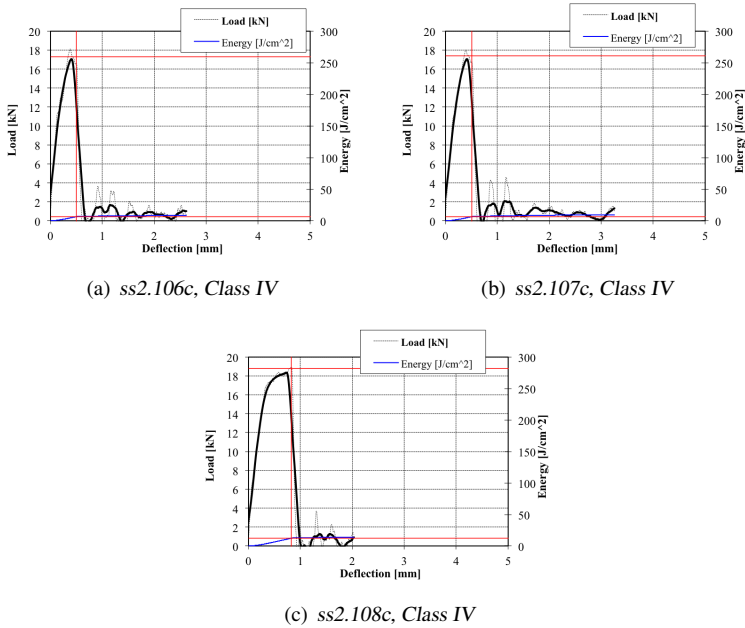 Load [kN]
Energy [J/cm^2]
20
18
16
14
12
10
8
6
4
2
0
Load [kN]
300
250
200
150
100
50
0
Energy [J/cm^2]
0 1 2 3 4 5
Deflection [mm]
(a) ss2.106c, Class IV
Load [kN]
Energy [J/cm^2]
20
18
16
14
12
10
8
6
4
2
0
Load [kN]
300
250
200
150
100
50
0
Energy [J/cm^2]
0 1 2 3 4 5
Deflection [mm]
(b) ss2.107c, Class IV
Load [kN]
Energy [J/cm^2]
20
18
16
14
12
10
8
6
4
2
0
Load [kN]
300
250
200
150
100
50
0
Energy [J/cm^2]
0 1 2 3 4 5
Deflection [mm]
(c) ss2.108c, Class IV